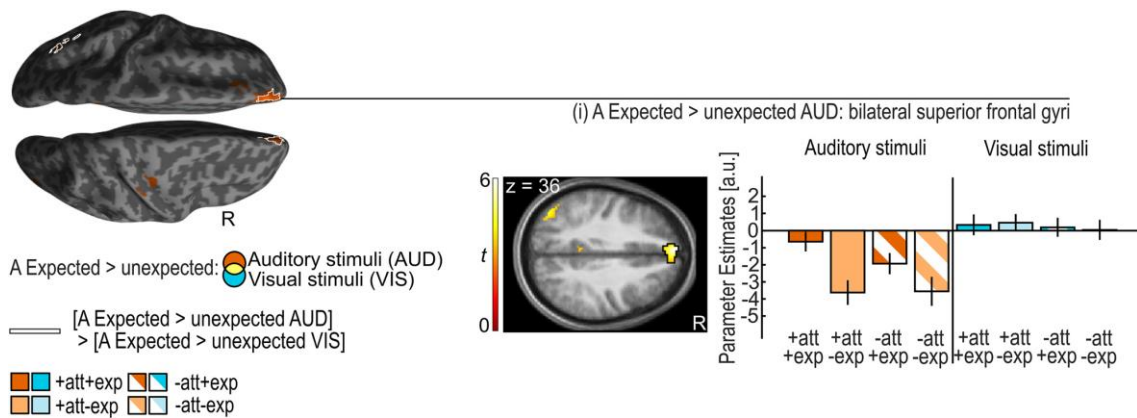 (i) A Expected > unexpected AUD: bilateral superior frontal gyri
R
A Expected > unexpected:
Auditory stimuli (AUD)
Visual stimuli (VIS)
[A Expected > unexpected AUD]
> [A Expected > unexpected VIS]
+att+exp
-att+exp
+att-exp
-att-exp
6
t
0
z = 36
R
Auditory stimuli
Visual stimuli
Parameter Estimates [a.u.]
2
1
0
-1
-2
-3
-4
-5
+att +att -att -att +att +att -att -att
+exp -exp +exp -exp +exp -exp +exp -exp